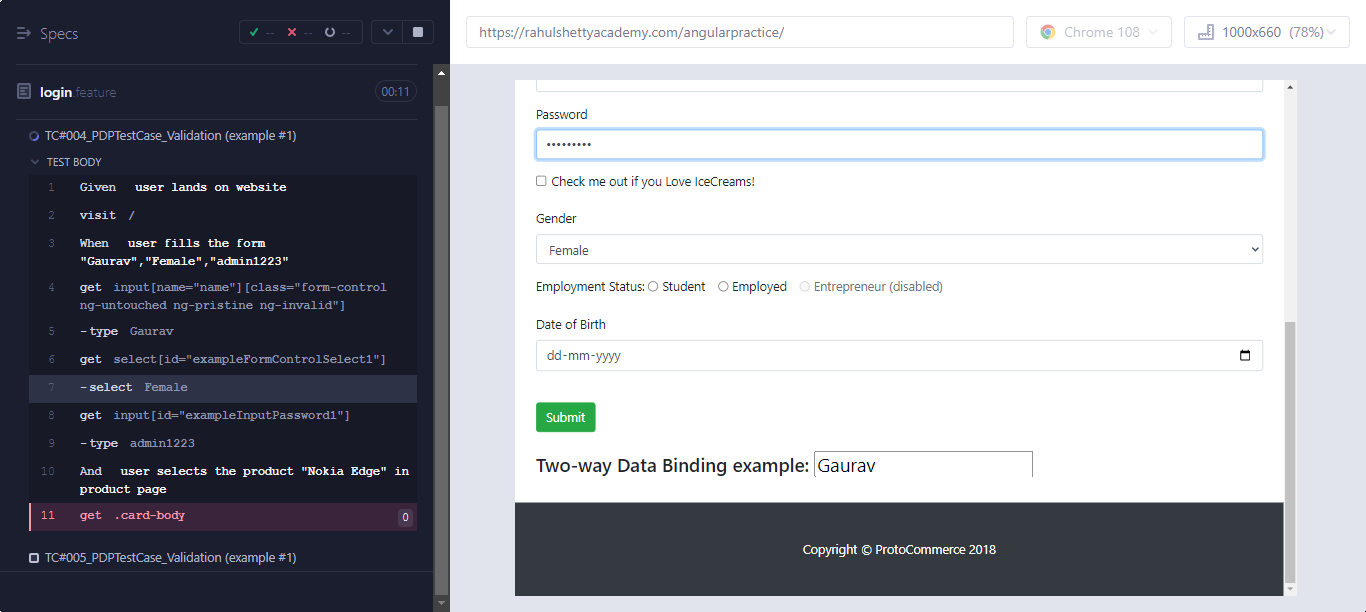 Specs
-- -- --
login.feature
00:11
TC#004_PDPTestCase_Validation (example #1)
TEST BODY
1 Given user lands on website
2 visit /
3 When user fills the form
"Gaurav","Female","admin1223"
4 get input[name="name"][class="form-control
ng-untouched ng-pristine ng-invalid"]
5 -type Gaurav
6 get select[id="exampleFormControlSelect1"]
7 -select Female
8 get input[id="exampleInputPassword1"]
9 -type admin1223
10 And user selects the product "Nokia Edge" in
product page
11 get .card-body 0
TC#005_PDPTestCase_Validation (example #1)
https://rahulshettyacademy.com/angularpractice/
Chrome 108
1000x660 (78%)
Password
•••••••••
Check me out if you Love IceCreams!
Gender
Female
Employment Status: Student Employed Entrepreneur (disabled)
Date of Birth
dd-mm-yyyy
Submit
Two-way Data Binding example: Gaurav
Copyright © ProtoCommerce 2018